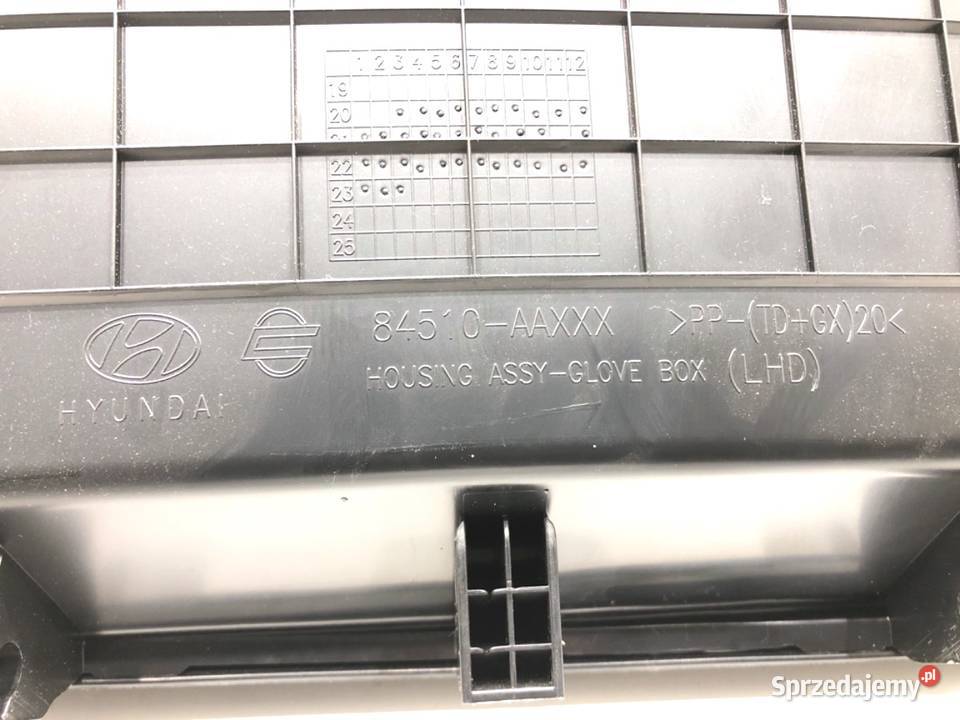 1 2 3 4 5 6 7 8 9 10 11 12
19
20
21
22
23
24
25
84510-AAXXX >PP-(TD+GX)20<
HOUSING ASSY-GLOVE BOX (LHD)
HYUNDAI
Sprzedajemy.pl